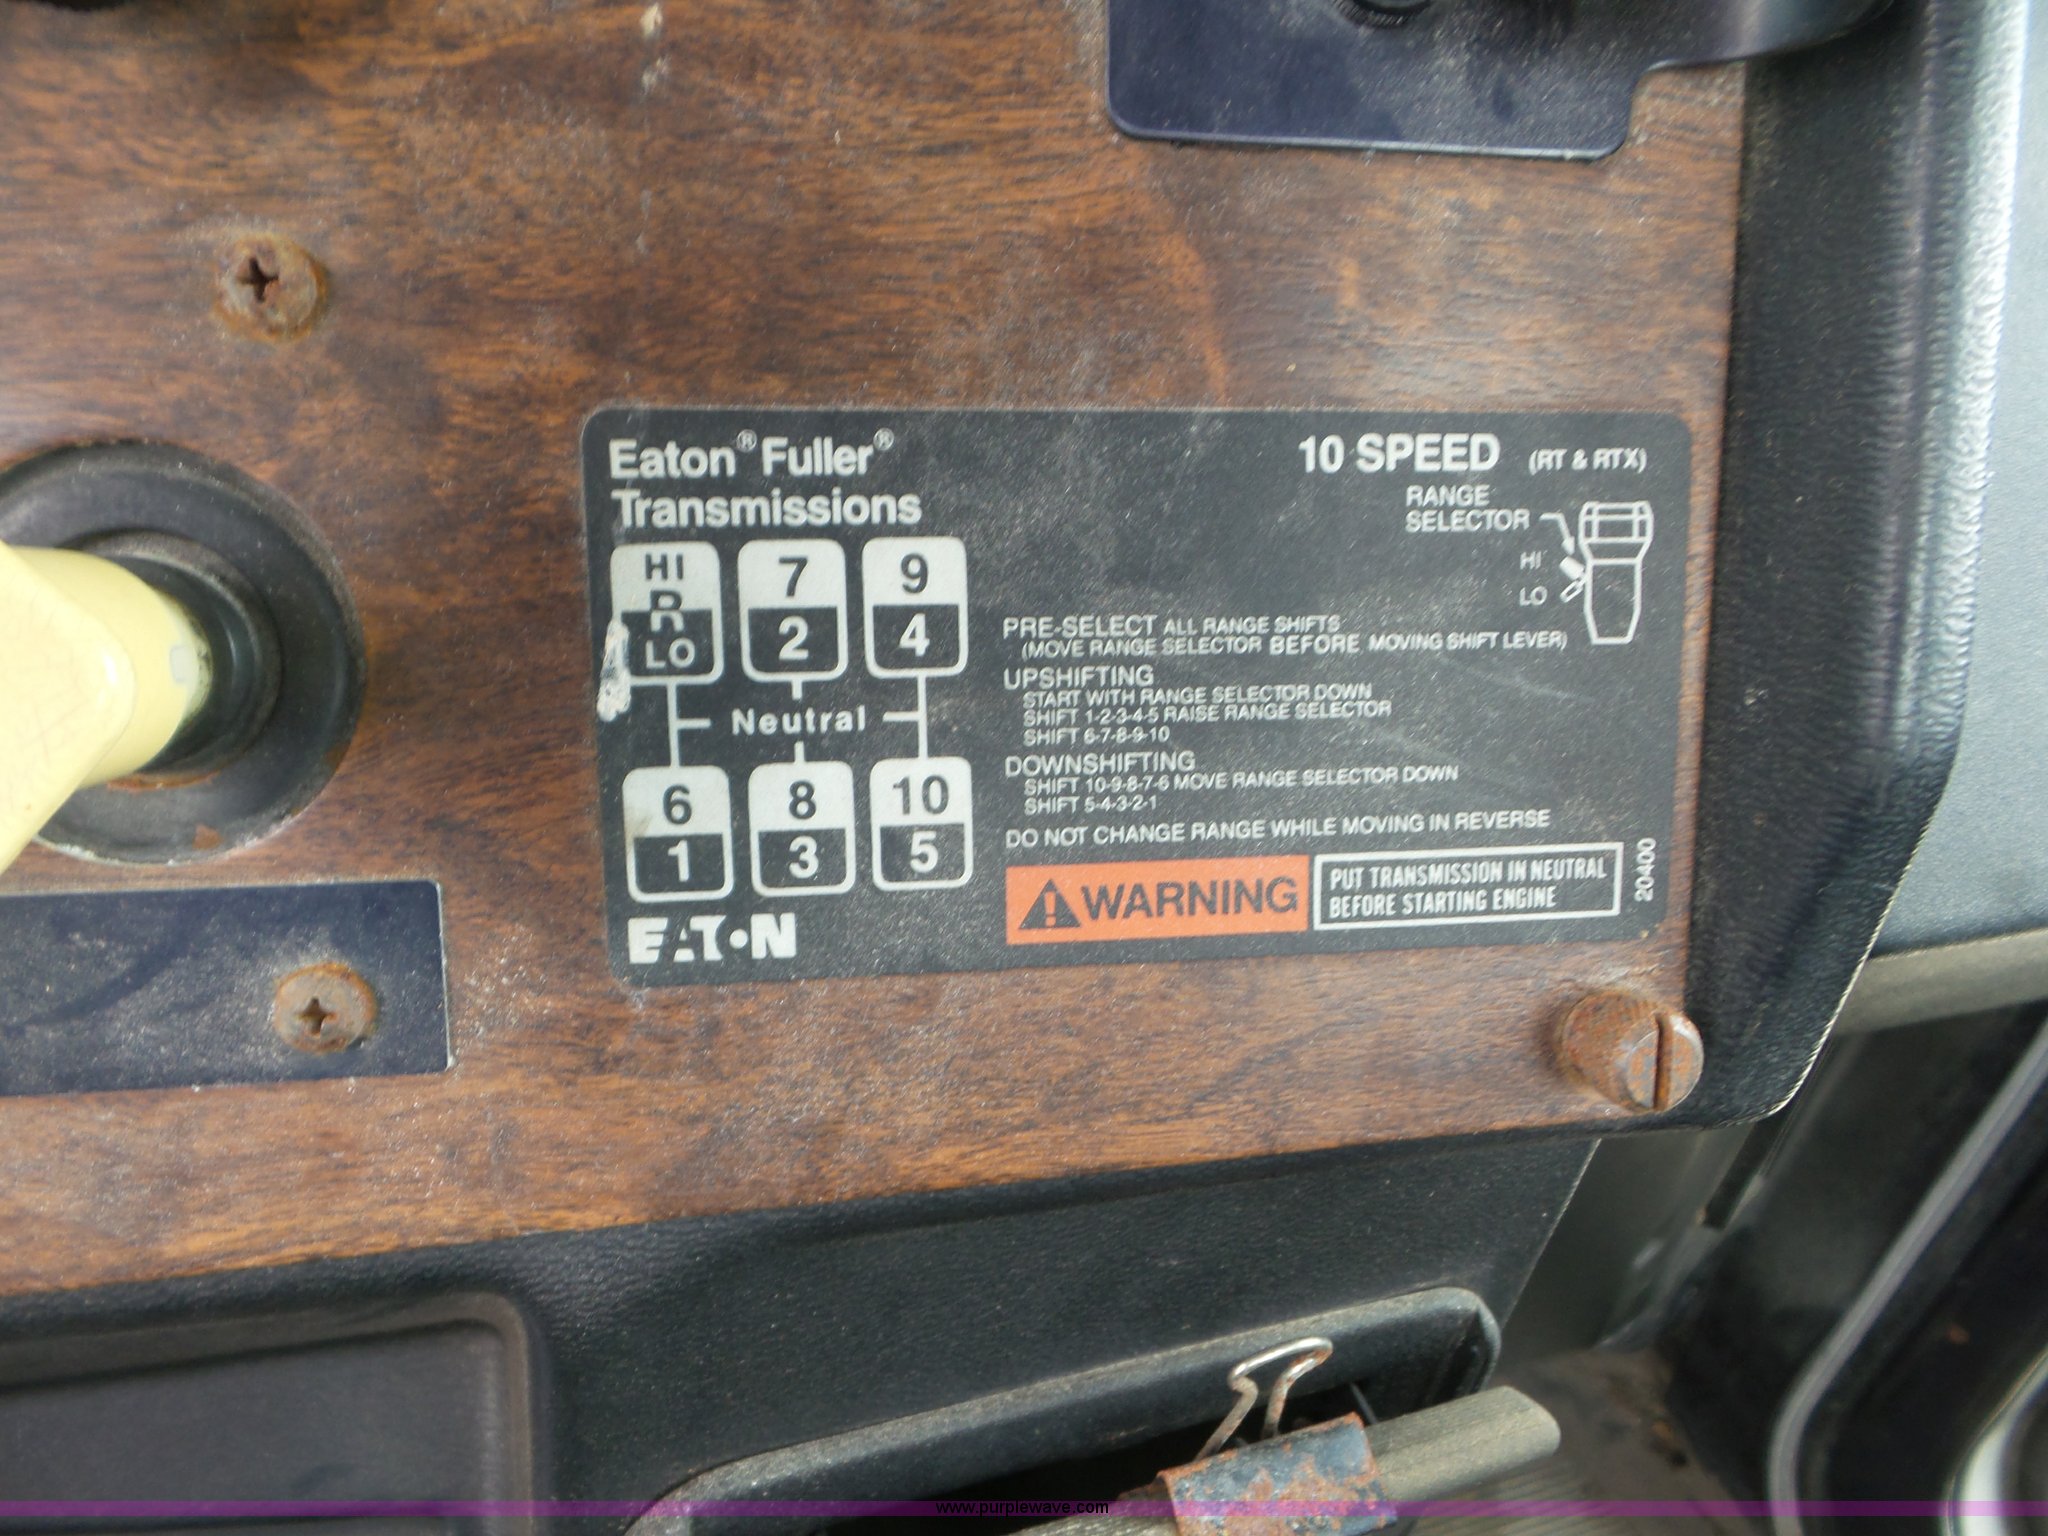 Eaton® Fuller®
Transmissions
10 SPEED (RT & RTX)
RANGE
SELECTOR
HI
LO
HI
R
LO
7
2
9
4
Neutral
6
1
8
3
10
5
EATON
PRE-SELECT ALL RANGE SHIFTS
(MOVE RANGE SELECTOR BEFORE MOVING SHIFT LEVER)
UPSHIFTING
START WITH RANGE SELECTOR DOWN
SHIFT 1-2-3-4-5 RAISE RANGE SELECTOR
SHIFT 6-7-8-9-10
DOWNSHIFTING
SHIFT 10-9-8-7-6 MOVE RANGE SELECTOR DOWN
SHIFT 5-4-3-2-1
DO NOT CHANGE RANGE WHILE MOVING IN REVERSE
WARNING
PUT TRANSMISSION IN NEUTRAL
BEFORE STARTING ENGINE
20400
www.purplewave.com